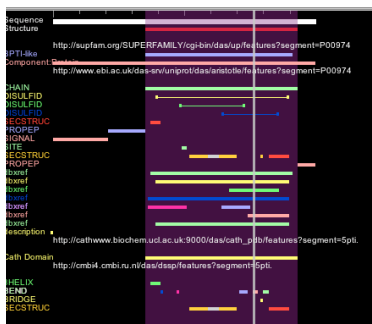 Sequence
Structure
http://supfam.org/SUPERFAMILY/cgi-bin/das/up/features?segment=P00974
BPTI-like
Component:Protein
http://www.ebi.ac.uk/das-srv/uniprot/das/aristotle/features?segment=P00974
CHAIN
DISULFID
DISULFID
DISULFID
SECSTRUC
PROPEP
SIGNAL
SITE
SECSTRUC
PROPEP
dbxref
dbxref
dbxref
dbxref
dbxref
dbxref
dbxref
description
http://cathwww.biochem.ucl.ac.uk:9000/das/cath_pdb/features?segment=5pti.
Cath Domain
http://cmbi4.cmbi.ru.nl/das/dssp/features?segment=5pti.
HHELIX
BEND
BRIDGE
SECSTRUC